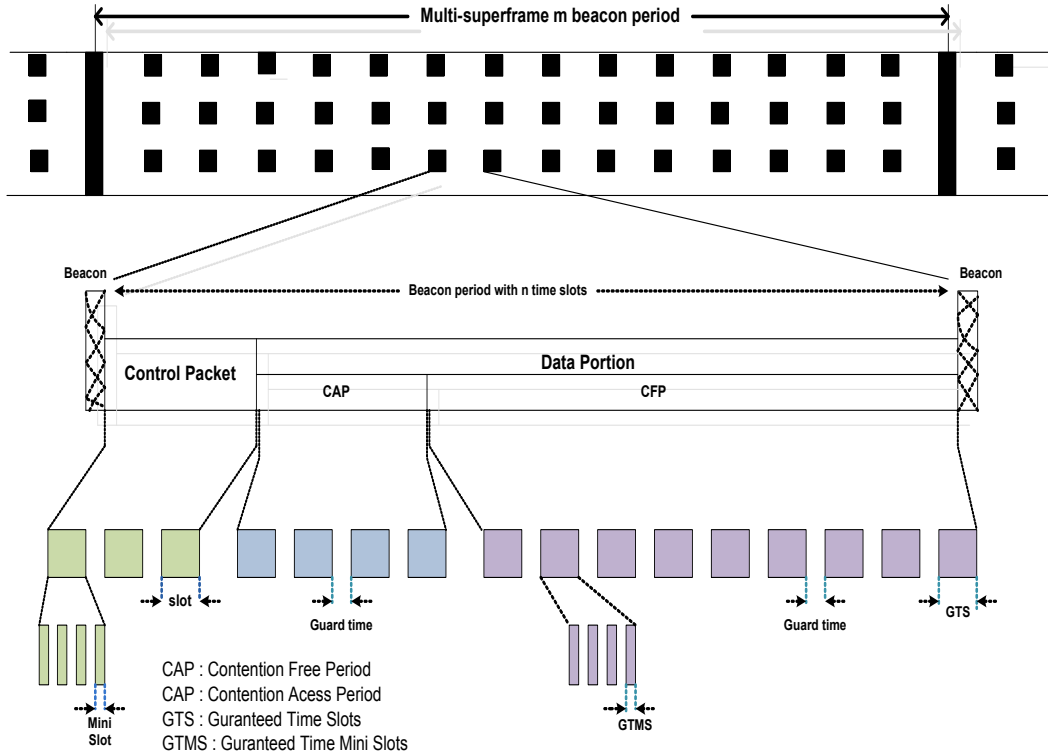 Multi-superframe m beacon period
Beacon
Beacon
Beacon period with n time slots
Control Packet
Data Portion
CAP
CFP
slot
Guard time
Guard time
GTS
Mini
Slot
GTMS
CAP : Contention Free Period
CAP : Contention Acess Period
GTS : Guranteed Time Slots
GTMS : Guranteed Time Mini Slots